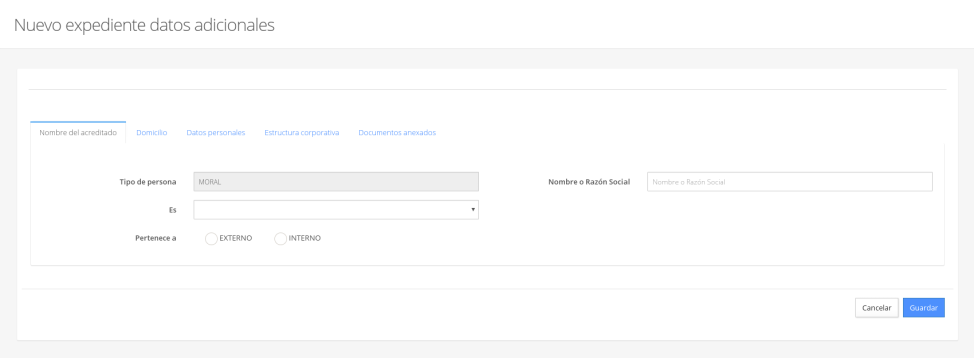 Nuevo expediente datos adicionales
Nombre del acreditado Domicilio Datos personales Estructura corporativa Documentos anexados
Tipo de persona MORAL Nombre o Razón Social Nombre o Razón Social
Es
Pertenece a EXTERNO INTERNO
Cancelar Guardar